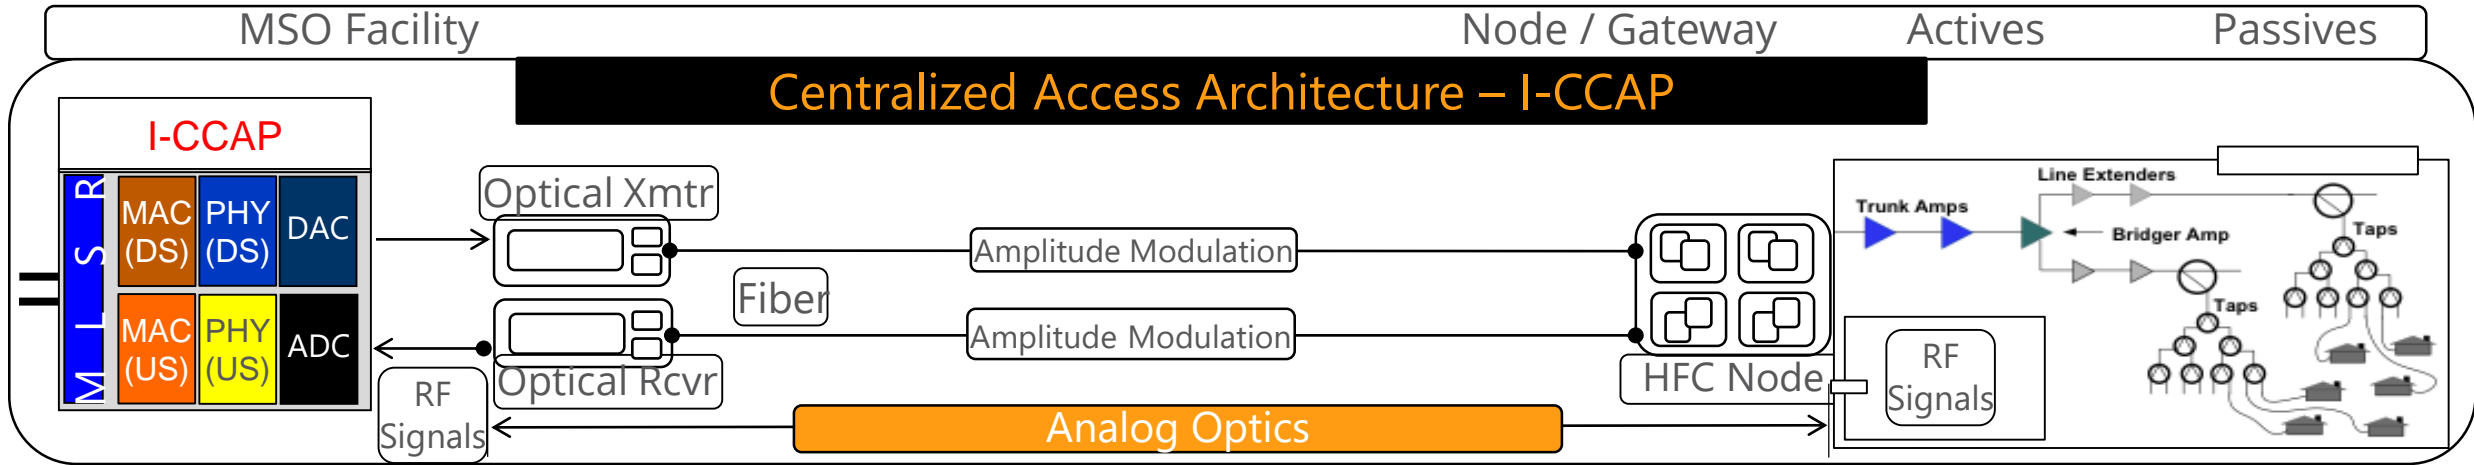 MSO Facility
Node / Gateway
Actives
Passives
Centralized Access Architecture – I-CCAP
I-CCAP
M L S R
MAC
(DS)
PHY
(DS)
DAC
MAC
(US)
PHY
(US)
ADC
Optical Xmtr
Optical Rcvr
RF
Signals
Fiber
Amplitude Modulation
Amplitude Modulation
Analog Optics
HFC Node
RF
Signals
Trunk Amps
Line Extenders
Bridger Amp
Taps
Taps